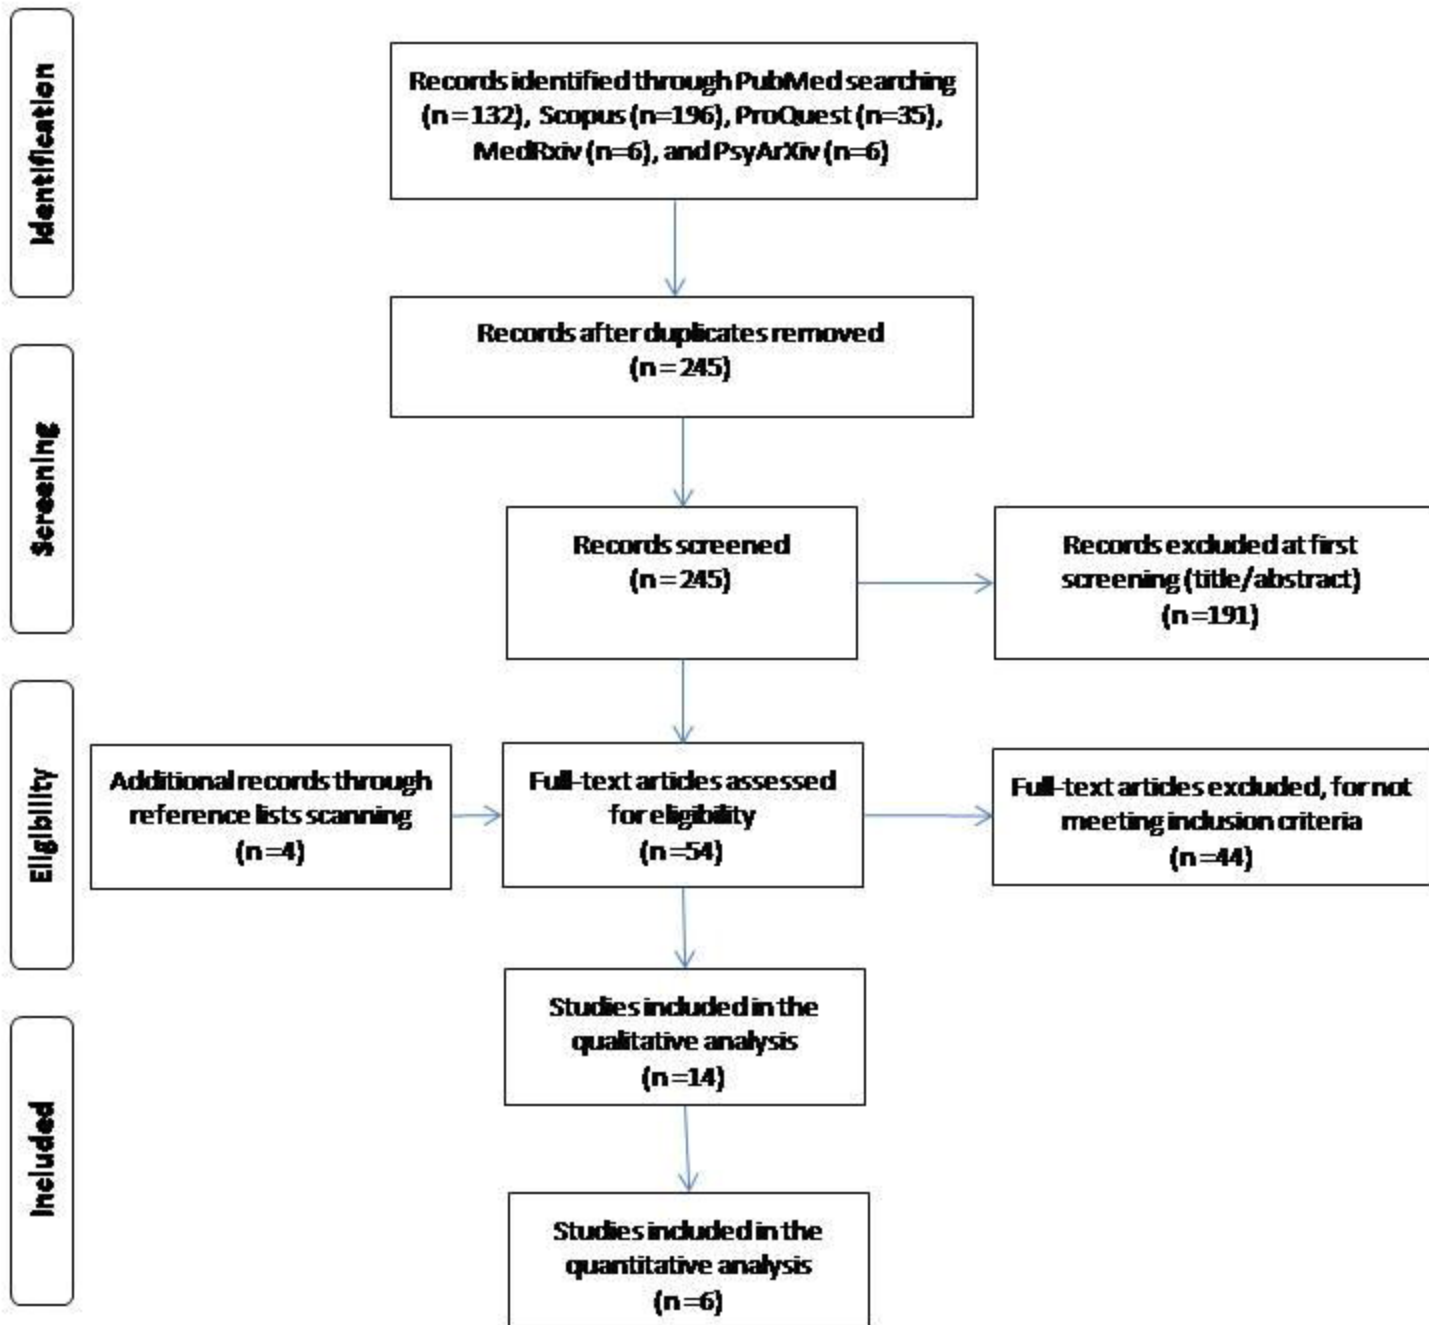 Identification
Records identified through PubMed searching
(n = 132), Scopus (n=196), ProQuest (n=35),
MedRxiv (n=6), and PsyArXiv (n=6)
Records after duplicates removed
(n = 245)
Screening
Records screened
(n = 245)
Records excluded at first
screening (title/abstract)
(n =191)
Eligibility
Additional records through
reference lists scanning
(n =4)
Full-text articles assessed
for eligibility
(n =54)
Full-text articles excluded, for not
meeting inclusion criteria
(n =44)
Studies included in the
qualitative analysis
(n =14)
Included
Studies included in the
quantitative analysis
(n =6)